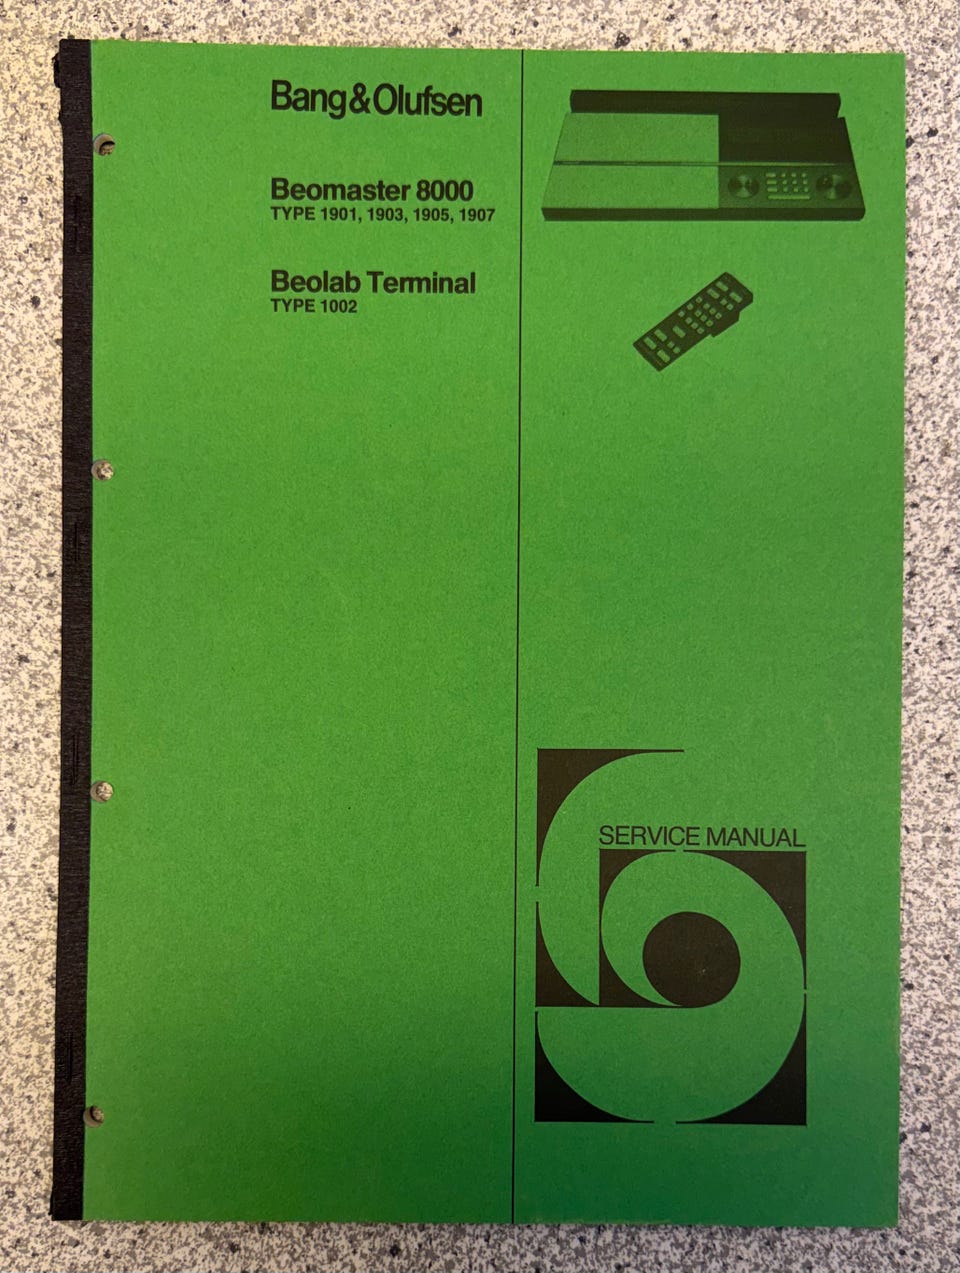 Bang&Olufsen
Beomaster 8000
TYPE 1901, 1903, 1905, 1907
Beolab Terminal
TYPE 1002
SERVICE MANUAL